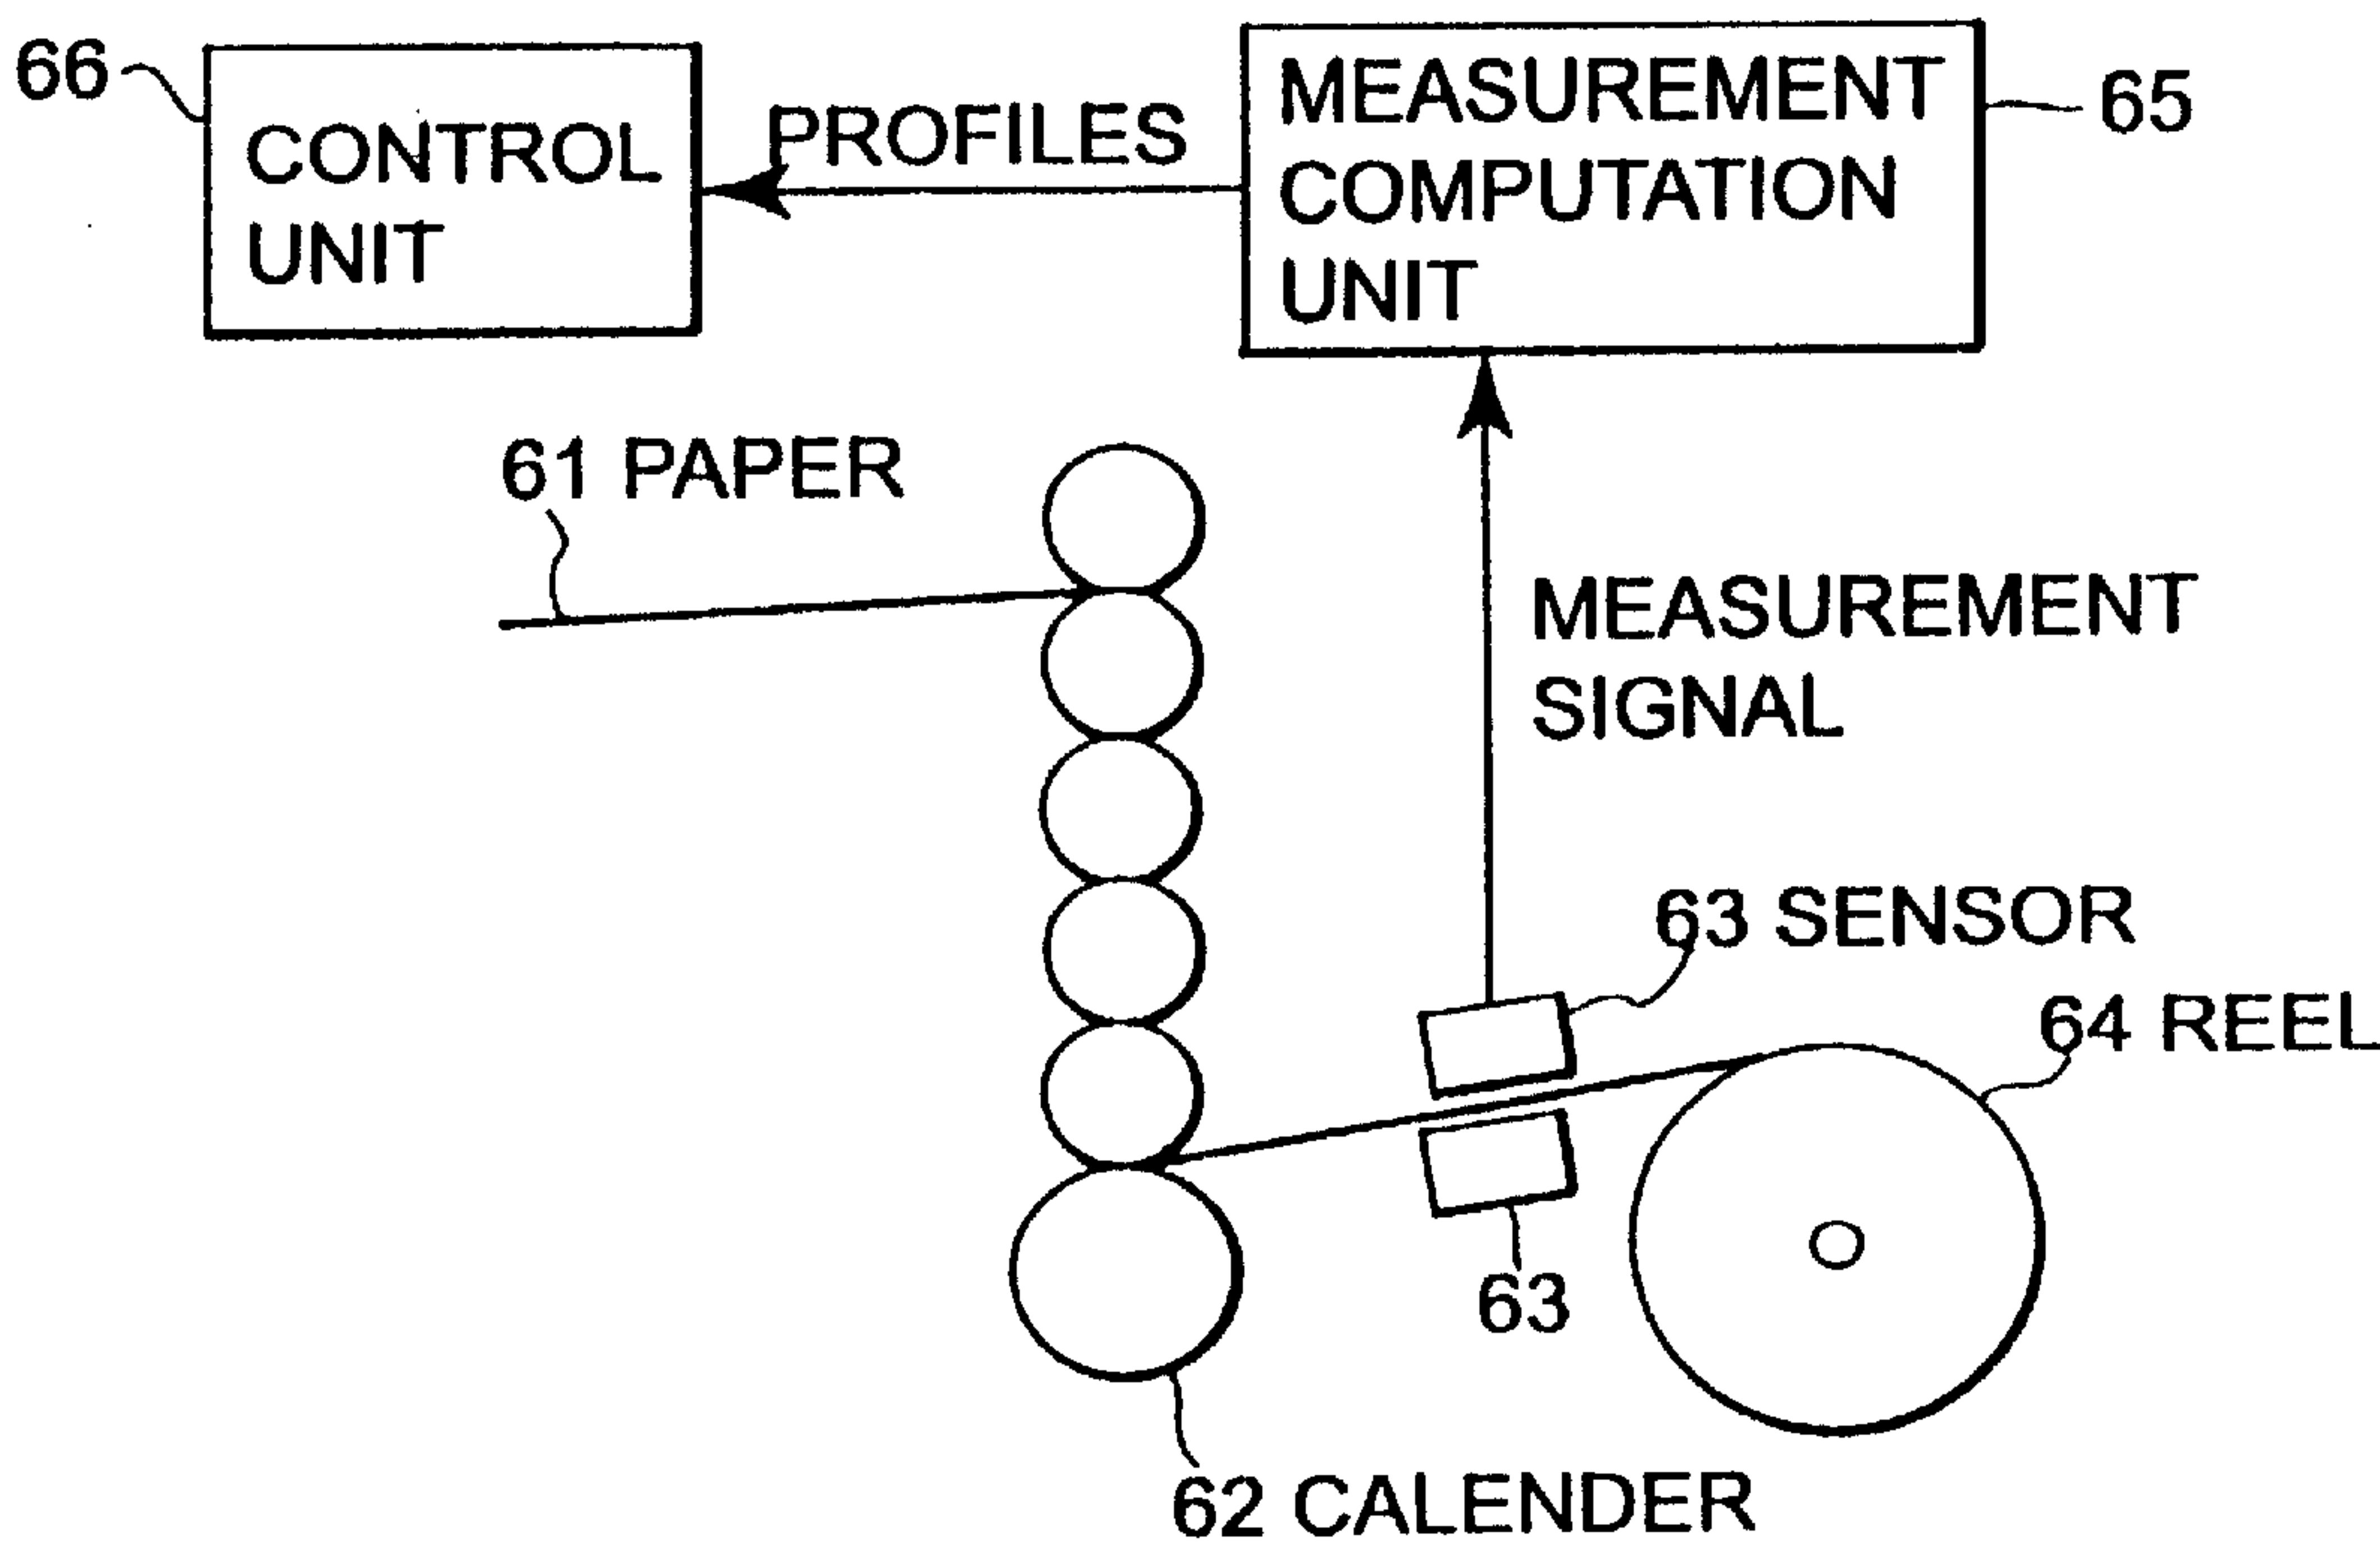 66
CONTROL
UNIT
PROFILES
MEASUREMENT
COMPUTATION
UNIT
65
61 PAPER
MEASUREMENT
SIGNAL
63 SENSOR
64 REEL
63
62 CALENDER